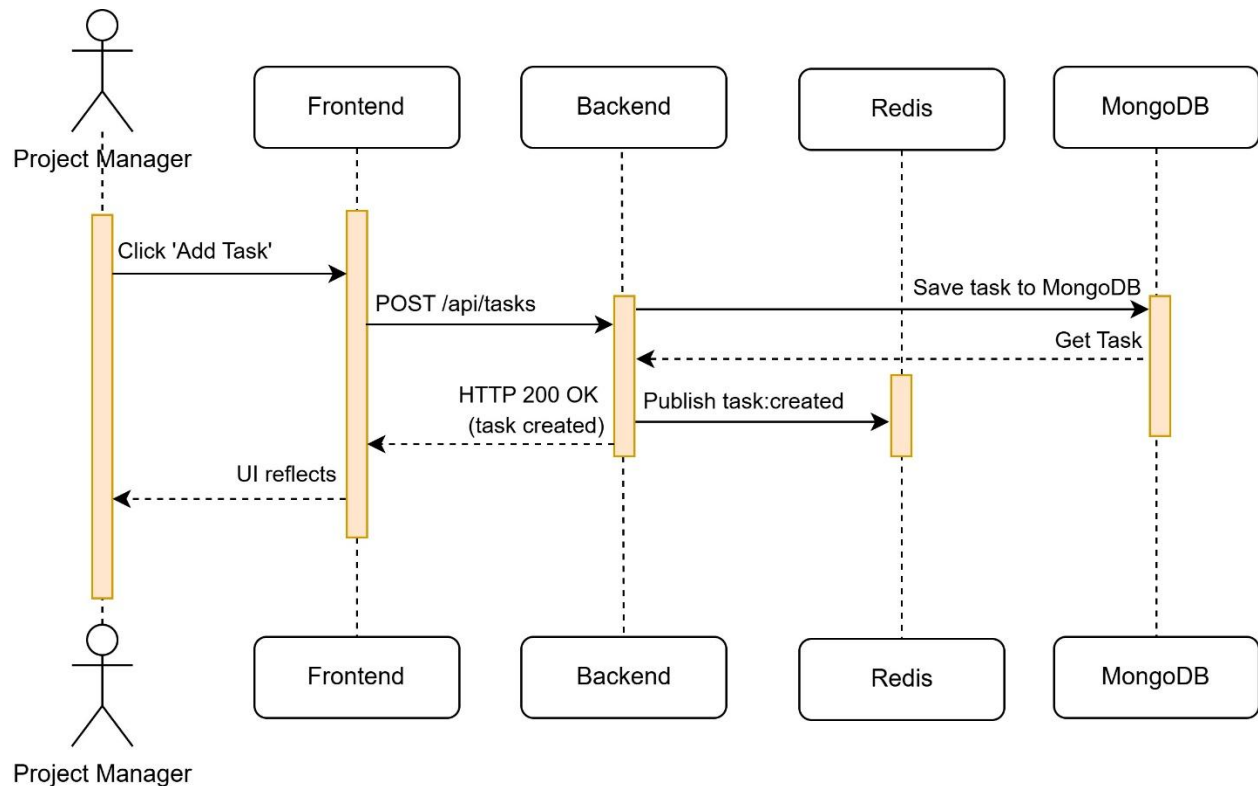 Project Manager
Frontend
Backend
Redis
MongoDB
Click 'Add Task'
POST /api/tasks
Save task to MongoDB
Get Task
HTTP 200 OK
(task created)
Publish task:created
UI reflects
Project Manager
Frontend
Backend
Redis
MongoDB